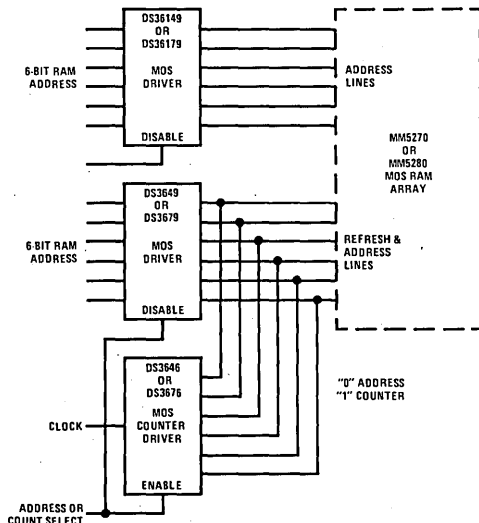 DS36149
OR
DS36179
MOS
DRIVER
DISABLE
6-BIT RAM
ADDRESS
ADDRESS
LINES
MM5270
OR
MM5280
MOS RAM
ARRAY
DS3649
OR
DS3679
MOS
DRIVER
DISABLE
6-BIT RAM
ADDRESS
REFRESH &
ADDRESS
LINES
DS3646
OR
DS3676
MOS
COUNTER
DRIVER
ENABLE
"0" ADDRESS
"1" COUNTER
CLOCK
ADDRESS OR
COUNT SELECT